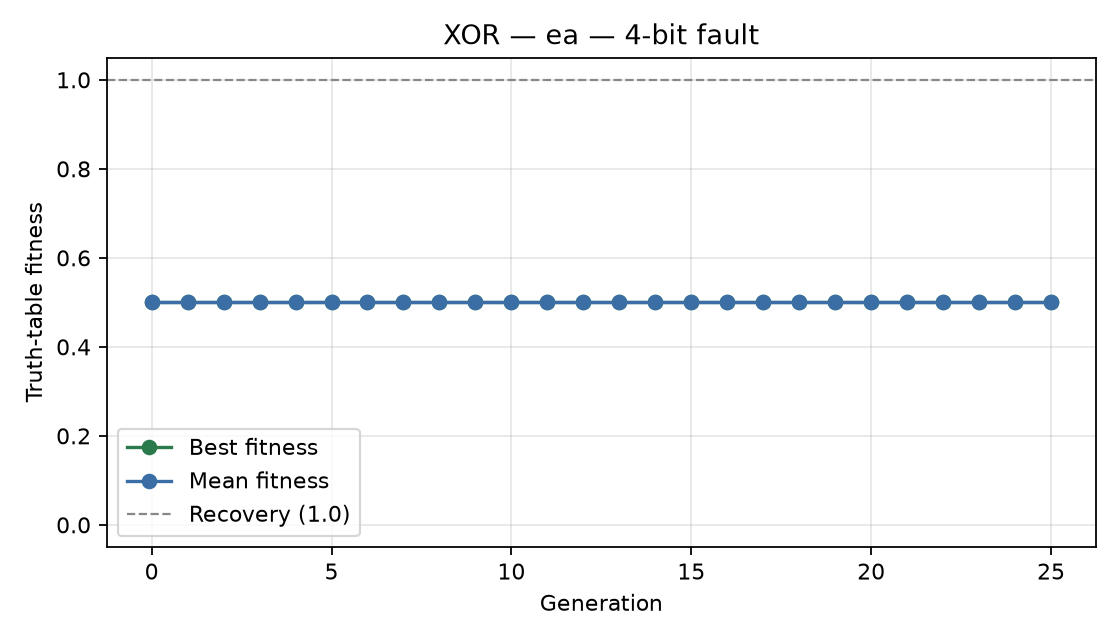 XOR — ea — 4-bit fault
Truth-table fitness
1.0
0.8
0.6
0.4
0.2
0.0
Best fitness
Mean fitness
Recovery (1.0)
0 5 10 15 20 25
Generation